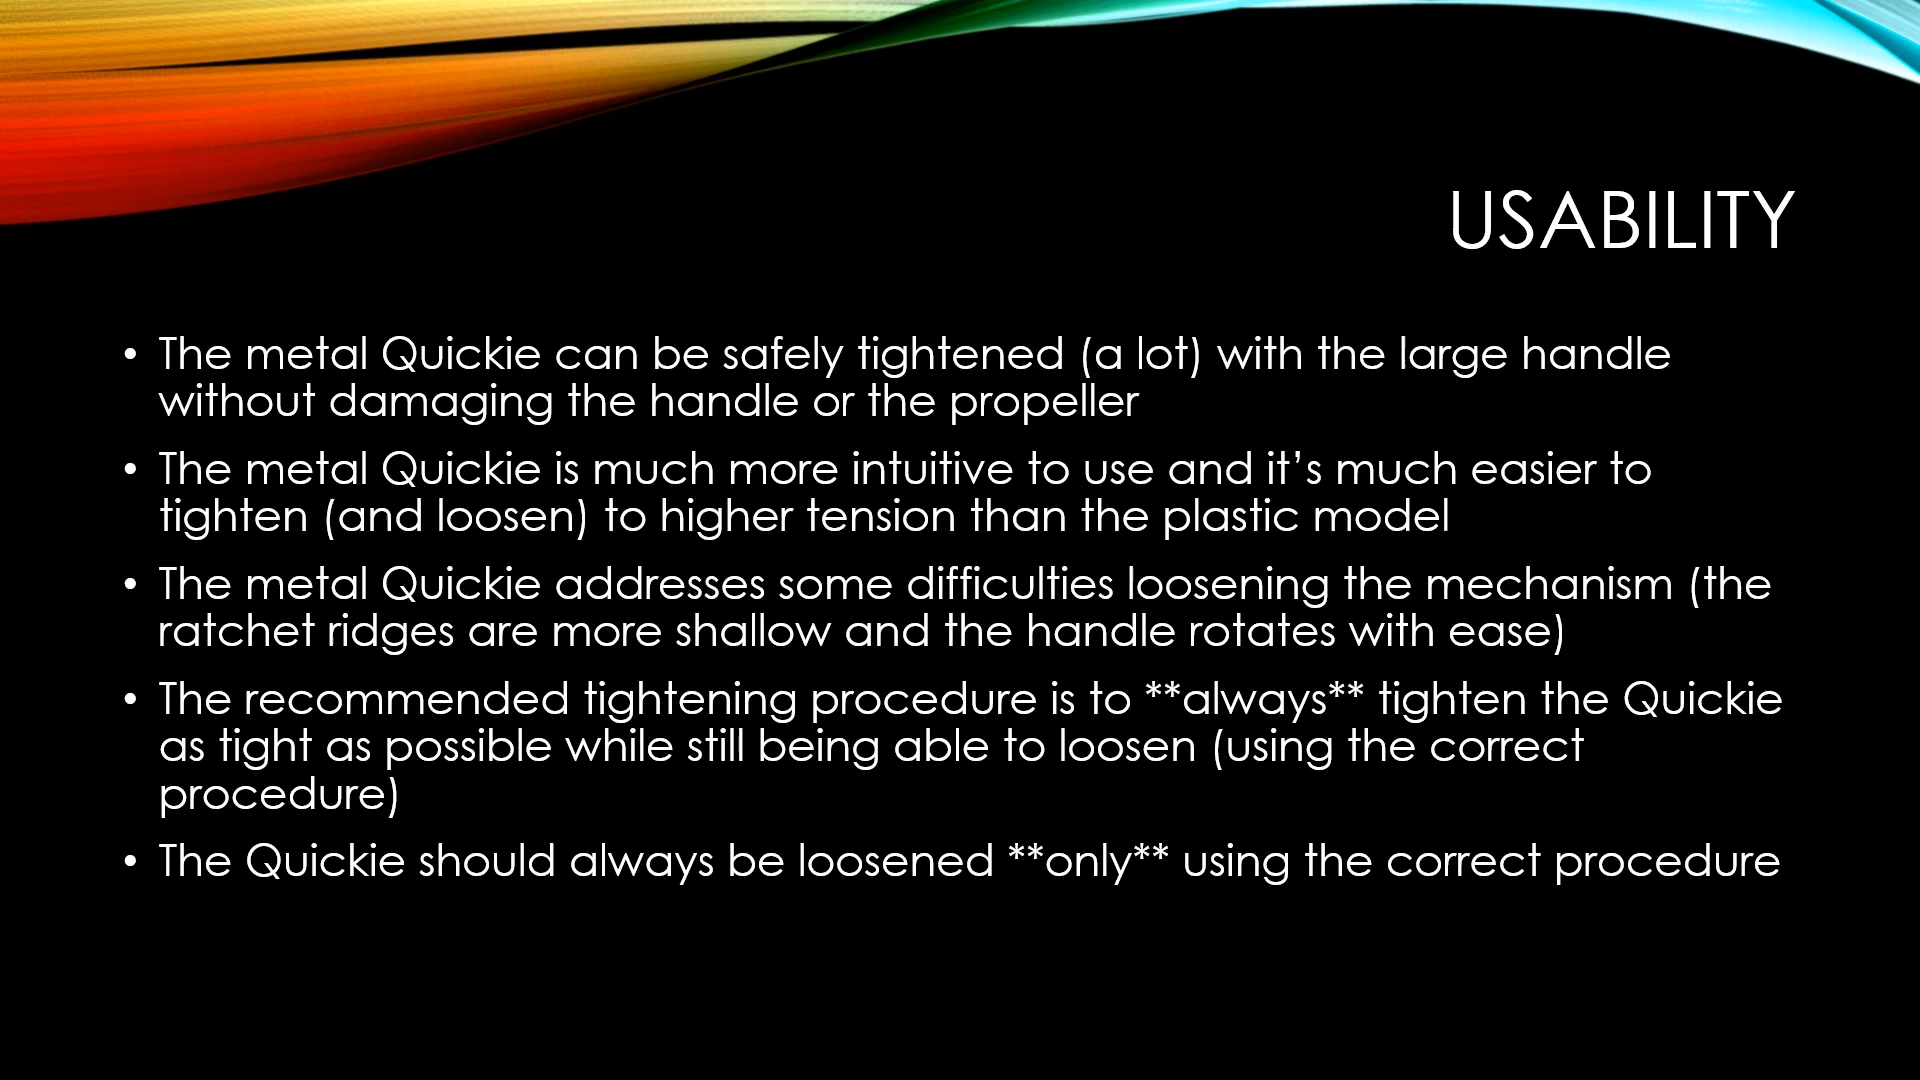 USABILITY
• The metal Quickie can be safely tightened (a lot) with the large handle
without damaging the handle or the propeller
• The metal Quickie is much more intuitive to use and it’s much easier to
tighten (and loosen) to higher tension than the plastic model
• The metal Quickie addresses some difficulties loosening the mechanism (the
ratchet ridges are more shallow and the handle rotates with ease)
• The recommended tightening procedure is to **always** tighten the Quickie
as tight as possible while still being able to loosen (using the correct
procedure)
• The Quickie should always be loosened **only** using the correct procedure